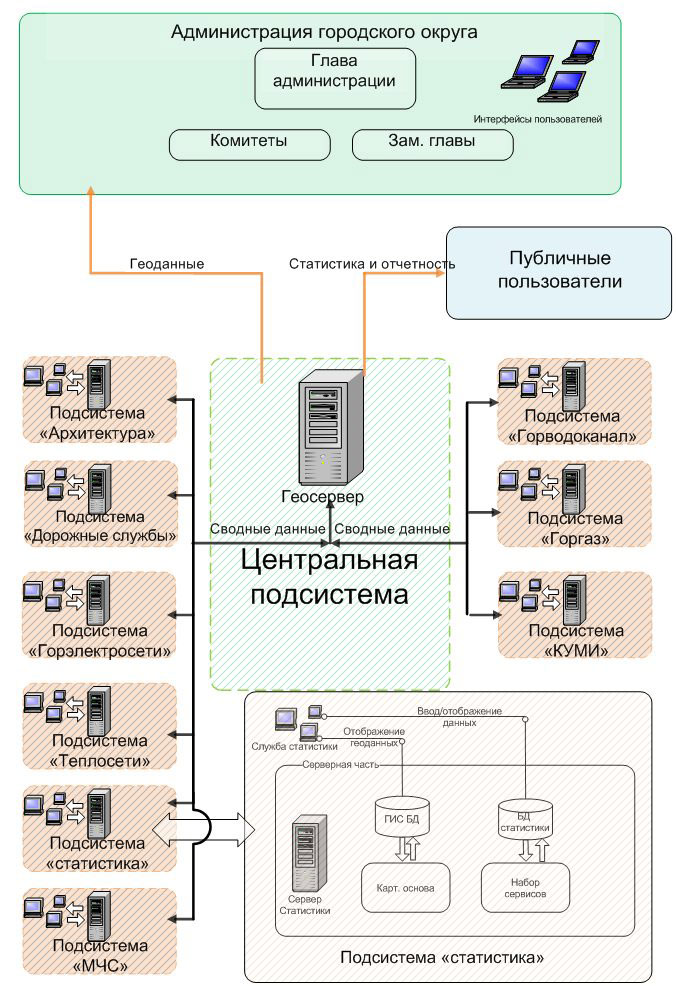 Администрация городского округа
Глава
администрации
Интерфейсы пользователей
Комитеты
Зам. главы
Геоданные
Статистика и отчетность
Публичные
пользователи
Подсистема
«Архитектура»
Подсистема
«Дорожные службы»
Подсистема
«Горэлектросети»
Подсистема
«Теплосети»
Подсистема
«статистика»
Подсистема
«МЧС»
Геосервер
Сводные данные
Сводные данные
Центральная
подсистема
Подсистема
«Горводоканал»
Подсистема
«Горгаз»
Подсистема
«КУМИ»
Ввод/отображение
данных
Отображение
геоданных
Служба статистики
Серверная часть
ГИС БД
БД
статистики
Сервер
Статистики
Карт. основа
Набор
сервисов
Подсистема «статистика»